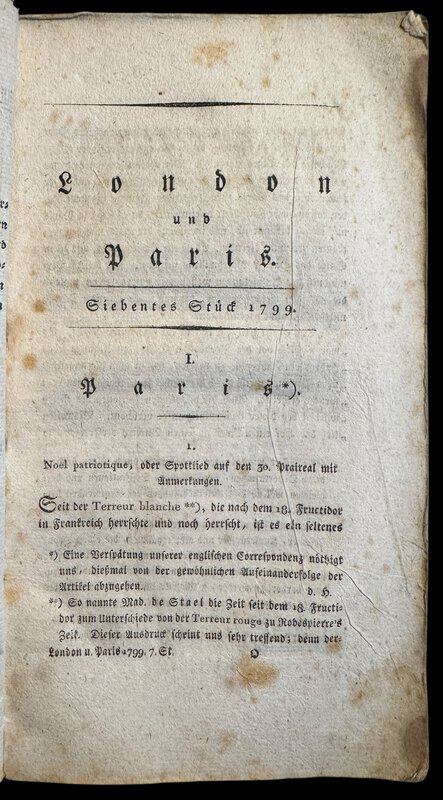 London
und
Paris.
Siebentes Stück 1799.
I.
Paris*).
1.
Noel patriotique, oder Spottlied auf den 30. Praireal mit
Anmerkungen.
Seit der Terreur blanche **), die nach dem 18. Fructidor
in Frankreich herrschte und noch herrscht, ist es ein seltenes
*) Eine Verspätung unserer englischen Correspondenz nöthigt
uns, dießmal von der gewöhnlichen Aufeinanderfolge der
Artikel abzugehen. d. H.
**) So nannte Mad. de Stael die Zeit seit dem 18. Fructi-
dor zum Unterschiede von der Terreur rouge zu Robespierre's
Zeit. Dieser Ausdruck scheint uns sehr treffend; denn der-
London u. Paris 1799. 7. St. O